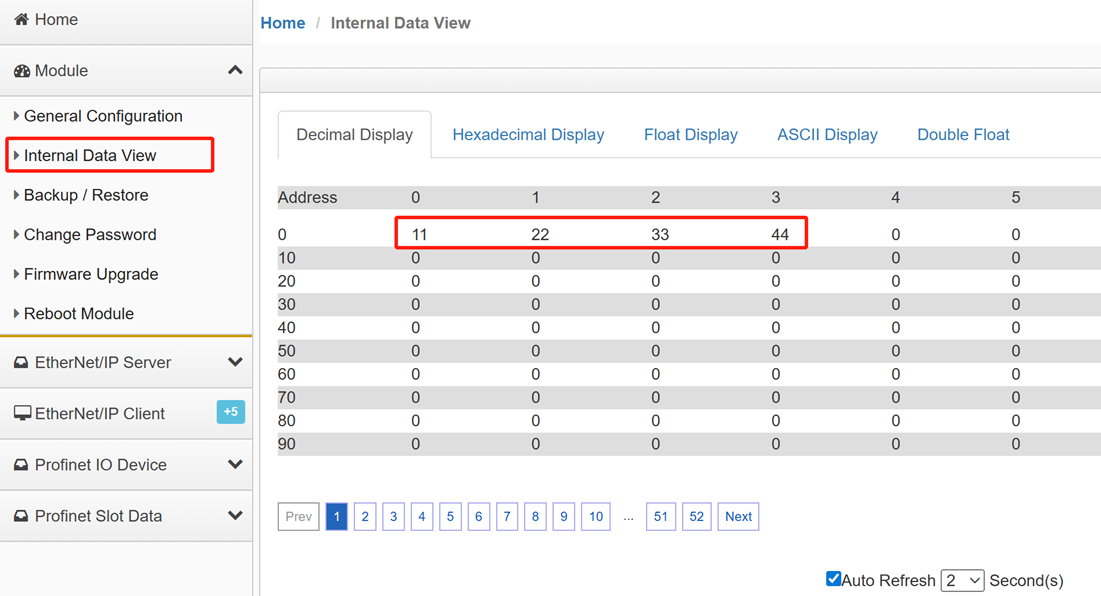 Home
Module
General Configuration
Internal Data View
Backup / Restore
Change Password
Firmware Upgrade
Reboot Module
EtherNet/IP Server
EtherNet/IP Client +5
Profinet IO Device
Profinet Slot Data
Home / Internal Data View
Decimal Display Hexadecimal Display Float Display ASCII Display Double Float
Address 0 1 2 3 4 5
0 11 22 33 44 0 0
10 0 0 0 0 0 0
20 0 0 0 0 0 0
30 0 0 0 0 0 0
40 0 0 0 0 0 0
50 0 0 0 0 0 0
60 0 0 0 0 0 0
70 0 0 0 0 0 0
80 0 0 0 0 0 0
90 0 0 0 0 0 0
Prev 1 2 3 4 5 6 7 8 9 10 ... 51 52 Next
Auto Refresh 2 Second(s)